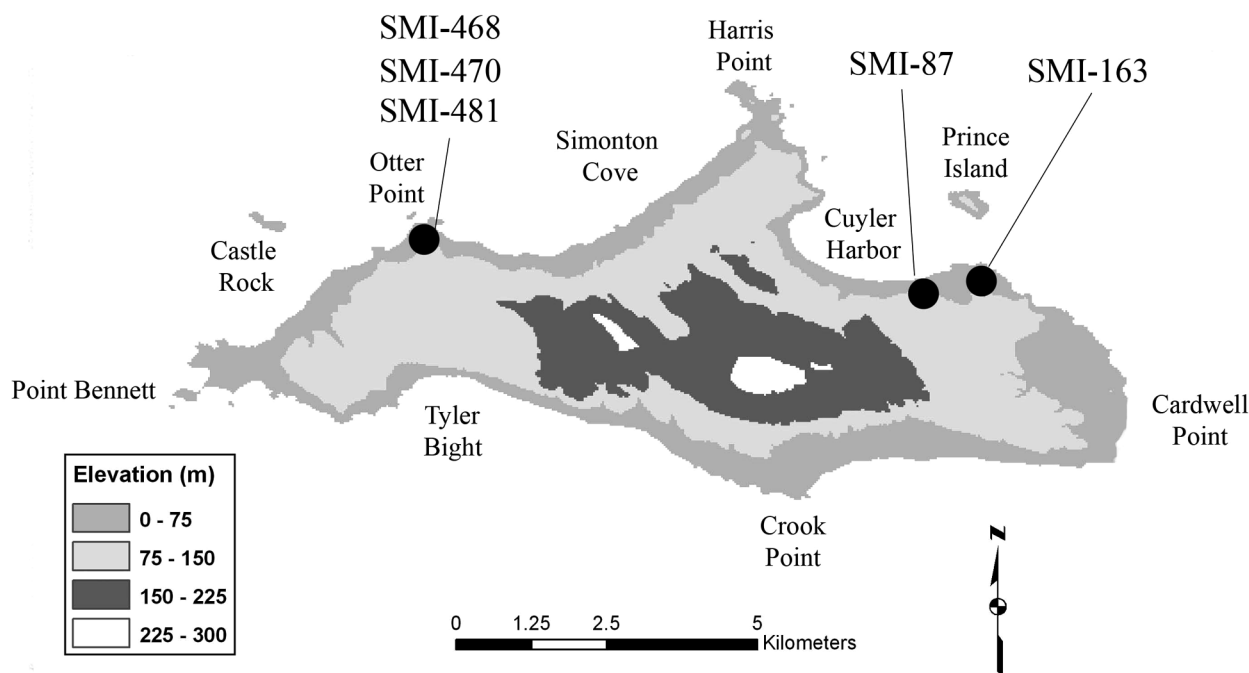 SMI-468
SMI-470
SMI-481
Harris
Point
SMI-87
SMI-163
Simonton
Cove
Prince
Island
Otter
Point
Cuyler
Harbor
Castle
Rock
Point Bennett
Tyler
Bight
Cardwell
Point
Crook
Point
Elevation (m)
0 - 75
75 - 150
150 - 225
225 - 300
0 1.25 2.5 5
Kilometers
N